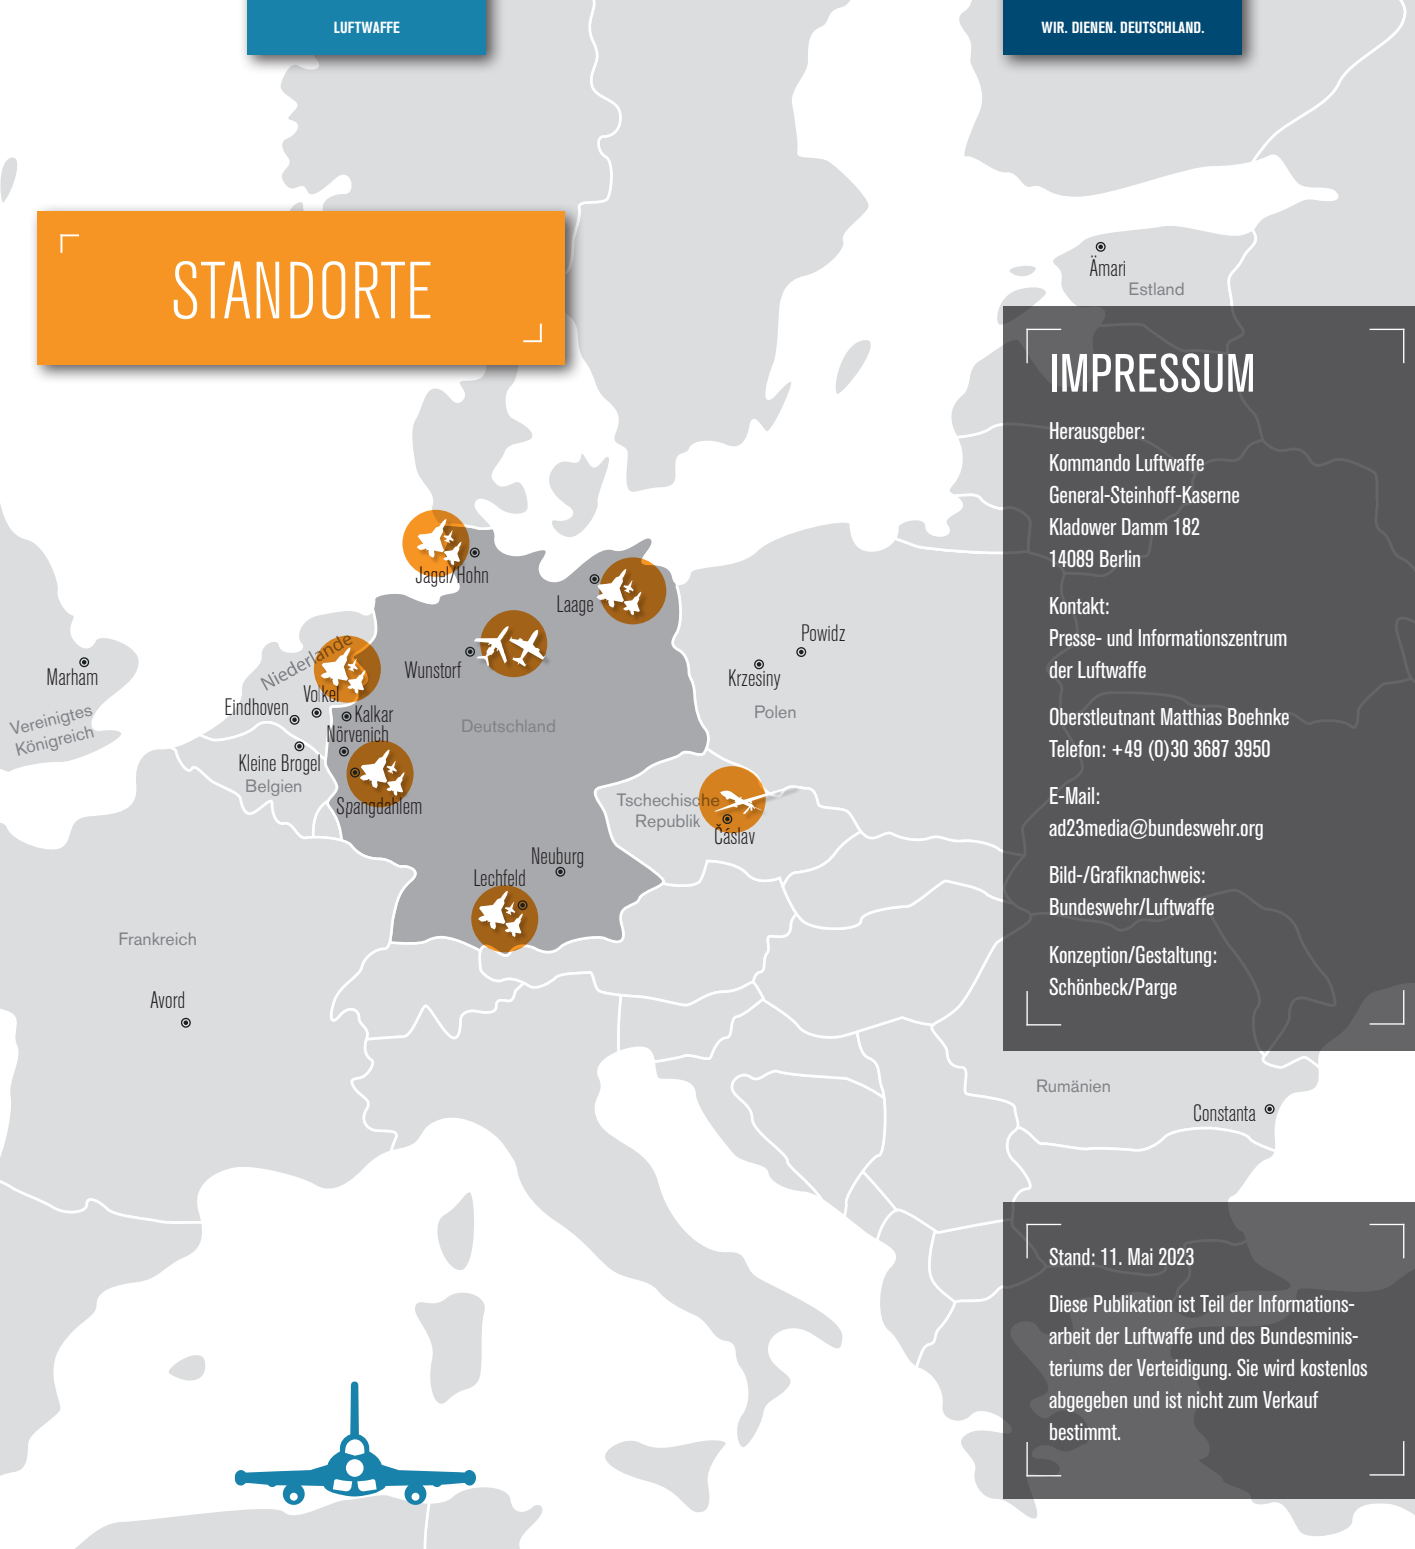 LUFTWAFFE
WIR. DIENEN. DEUTSCHLAND.
STANDORTE
Ämari
Estland
Jagel/Hohn
Laage
Wunstorf
Powidz
Krzesiny
Polen
Marham
Vereinigtes
Königreich
Niederlande
Volkel
Eindhoven
Kalkar
Nörvenich
Deutschland
Kleine Brogel
Belgien
Spangdahlem
Tschechische
Republik
Čáslav
Neuburg
Lechfeld
Frankreich
Avord
Rumänien
Constanta
IMPRESSUM
Herausgeber:
Kommando Luftwaffe
General-Steinhoff-Kaserne
Kladower Damm 182
14089 Berlin
Kontakt:
Presse- und Informationszentrum
der Luftwaffe
Oberstleutnant Matthias Boehnke
Telefon: +49 (0)30 3687 3950
E-Mail:
ad23media@bundeswehr.org
Bild-/Grafiknachweis:
Bundeswehr/Luftwaffe
Konzeption/Gestaltung:
Schönbeck/Parge
Stand: 11. Mai 2023
Diese Publikation ist Teil der Informations-
arbeit der Luftwaffe und des Bundesminis-
teriums der Verteidigung. Sie wird kostenlos
abgegeben und ist nicht zum Verkauf
bestimmt.